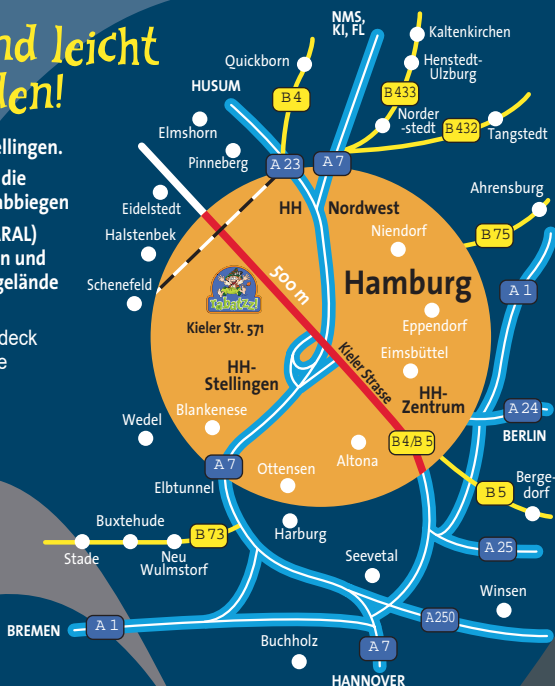 nd leicht
len!
ellingen.
die
abbiegen
RAL)
n und
gelände
deck
e
NMS,
KI, FL
Kaltenkirchen
Quickborn
Henstedt-
Ulzburg
HUSUM
B4
B433
Elmshorn
Norder
-stedt
B432
Tangstedt
Pinneberg
A 23
A 7
Ahrensburg
Eidelstedt
HH Nordwest
Halstenbek
Niendorf
B75
Schenefeld
500 m
Hamburg
A 1
tabatzzi
Kieler Str. 571
Eppendorf
Kieler Strasse
Eimsbüttel
HH-
Stellingen
HH-
Zentrum
A 24
Blankenese
Wedel
B4/B5
BERLIN
Altona
A 7
Ottensen
Elbtunnel
B5
Berge-
dorf
Buxtehude
B73
Harburg
Stade
Neu
Wulmstorf
A 25
Seevetal
Winsen
A250
BREMEN
A 1
Buchholz
A 7
HANNOVER